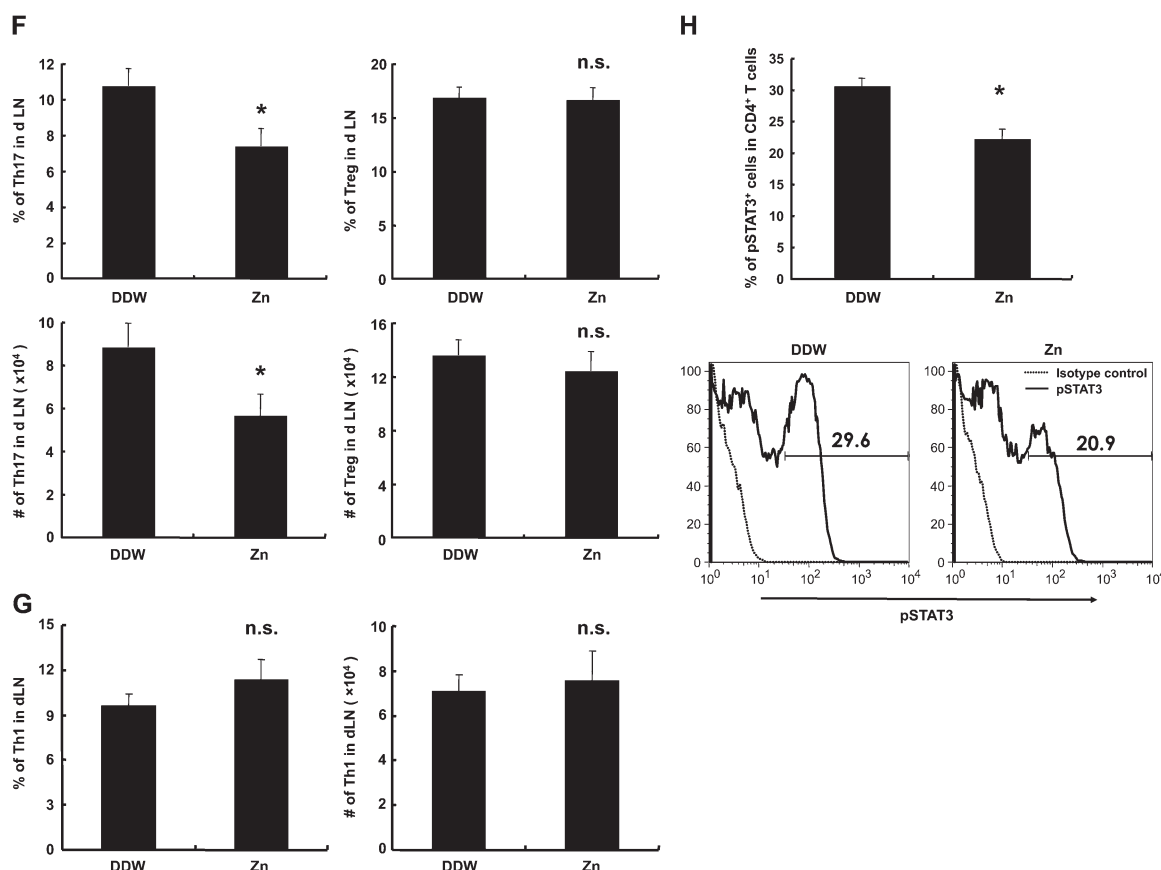 F
12
10
8
6
4
2
0
% of Th17 in d LN
*
DDW
Zn
20
15
10
5
0
% of Treg in d LN
n.s.
DDW
Zn
10
8
6
4
2
0
# of Th17 in d LN ( x10⁴)
*
DDW
Zn
16
12
8
4
0
# of Treg in d LN ( x10⁴)
n.s.
DDW
Zn
G
15
12
9
6
3
0
% of Th1 in dLN
n.s.
DDW
Zn
10
8
6
4
2
0
# of Th1 in dLN ( ×10⁴ )
n.s.
DDW
Zn
H
35
30
25
20
15
10
5
0
% of pSTAT3⁺ cells in CD4⁺ T cells
*
DDW
Zn
DDW
100
80
60
40
20
0
29.6
10⁰ 10¹ 10² 10³ 10⁴
Zn
100
80
60
40
20
0
Isotype control
pSTAT3
20.9
10⁰ 10¹ 10² 10³
pSTAT3